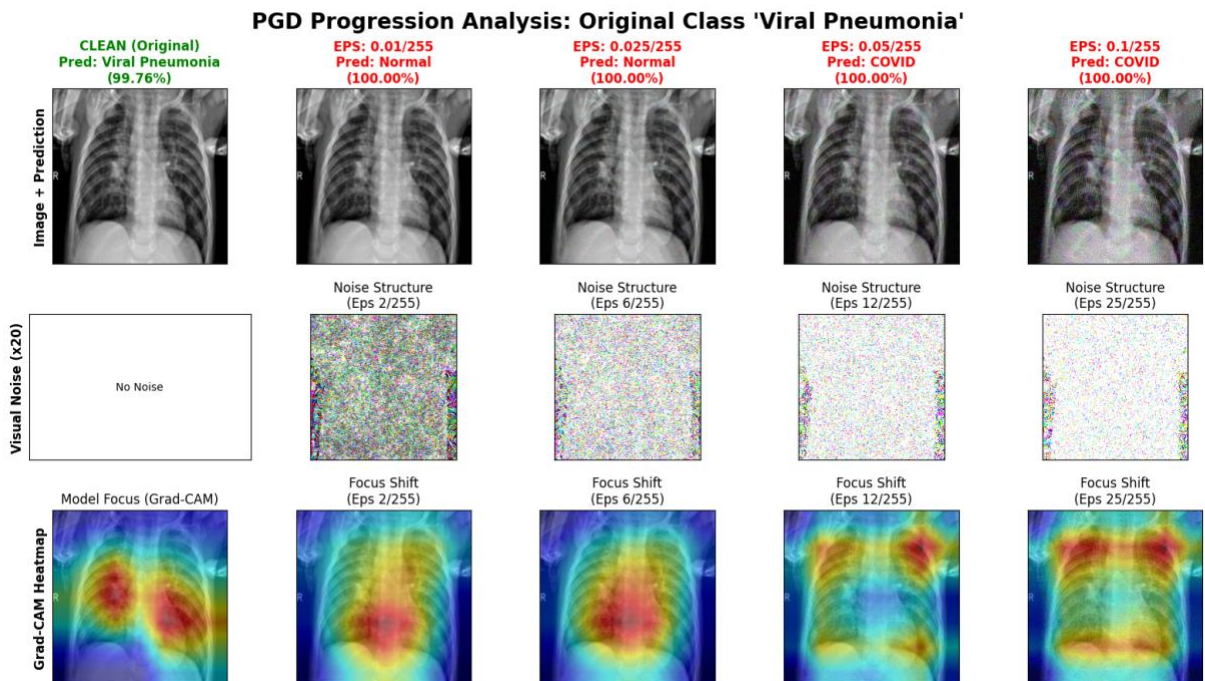 PGD Progression Analysis: Original Class 'Viral Pneumonia'
CLEAN (Original)
Pred: Viral Pneumonia
(99.76%)
EPS: 0.01/255
Pred: Normal
(100.00%)
EPS: 0.025/255
Pred: Normal
(100.00%)
EPS: 0.05/255
Pred: COVID
(100.00%)
EPS: 0.1/255
Pred: COVID
(100.00%)
Image + Prediction
R
R
R
R
R
Visual Noise (x20)
No Noise
Noise Structure
(Eps 2/255)
Noise Structure
(Eps 6/255)
Noise Structure
(Eps 12/255)
Noise Structure
(Eps 25/255)
Grad-CAM Heatmap
Model Focus (Grad-CAM)
Focus Shift
(Eps 2/255)
Focus Shift
(Eps 6/255)
Focus Shift
(Eps 12/255)
Focus Shift
(Eps 25/255)
R
R
R
R
R